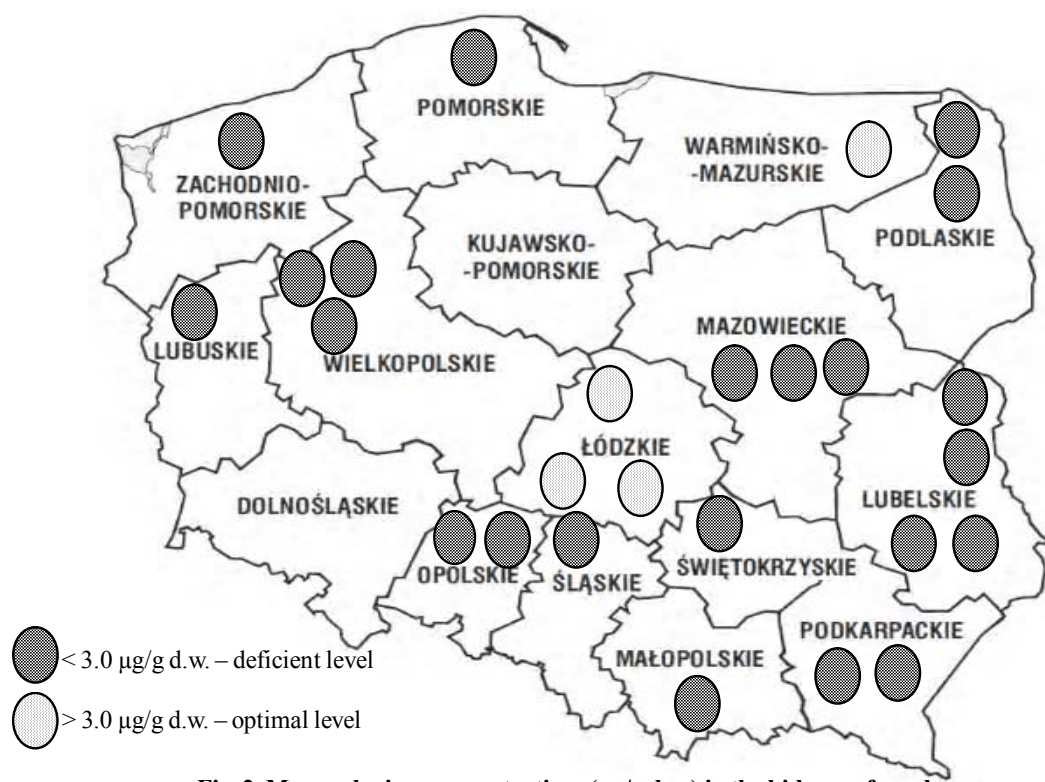 POMORSKIE
WARMIŃSKO-
-MAZURSKIE
ZACHODNIO-
POMORSKIE
PODLASKIE
KUJAWSKO-
-POMORSKIE
MAZOWIECKIE
LUBUSKIE
WIELKOPOLSKIE
ŁÓDZKIE
DOLNOŚLĄSKIE
LUBELSKIE
OPOLSKIE
ŚLĄSKIE
ŚWIĘTOKRZYSKIE
PODKARPACKIE
MAŁOPOLSKIE
< 3.0 µg/g d.w. – deficient level
> 3.0 µg/g d.w. – optimal level